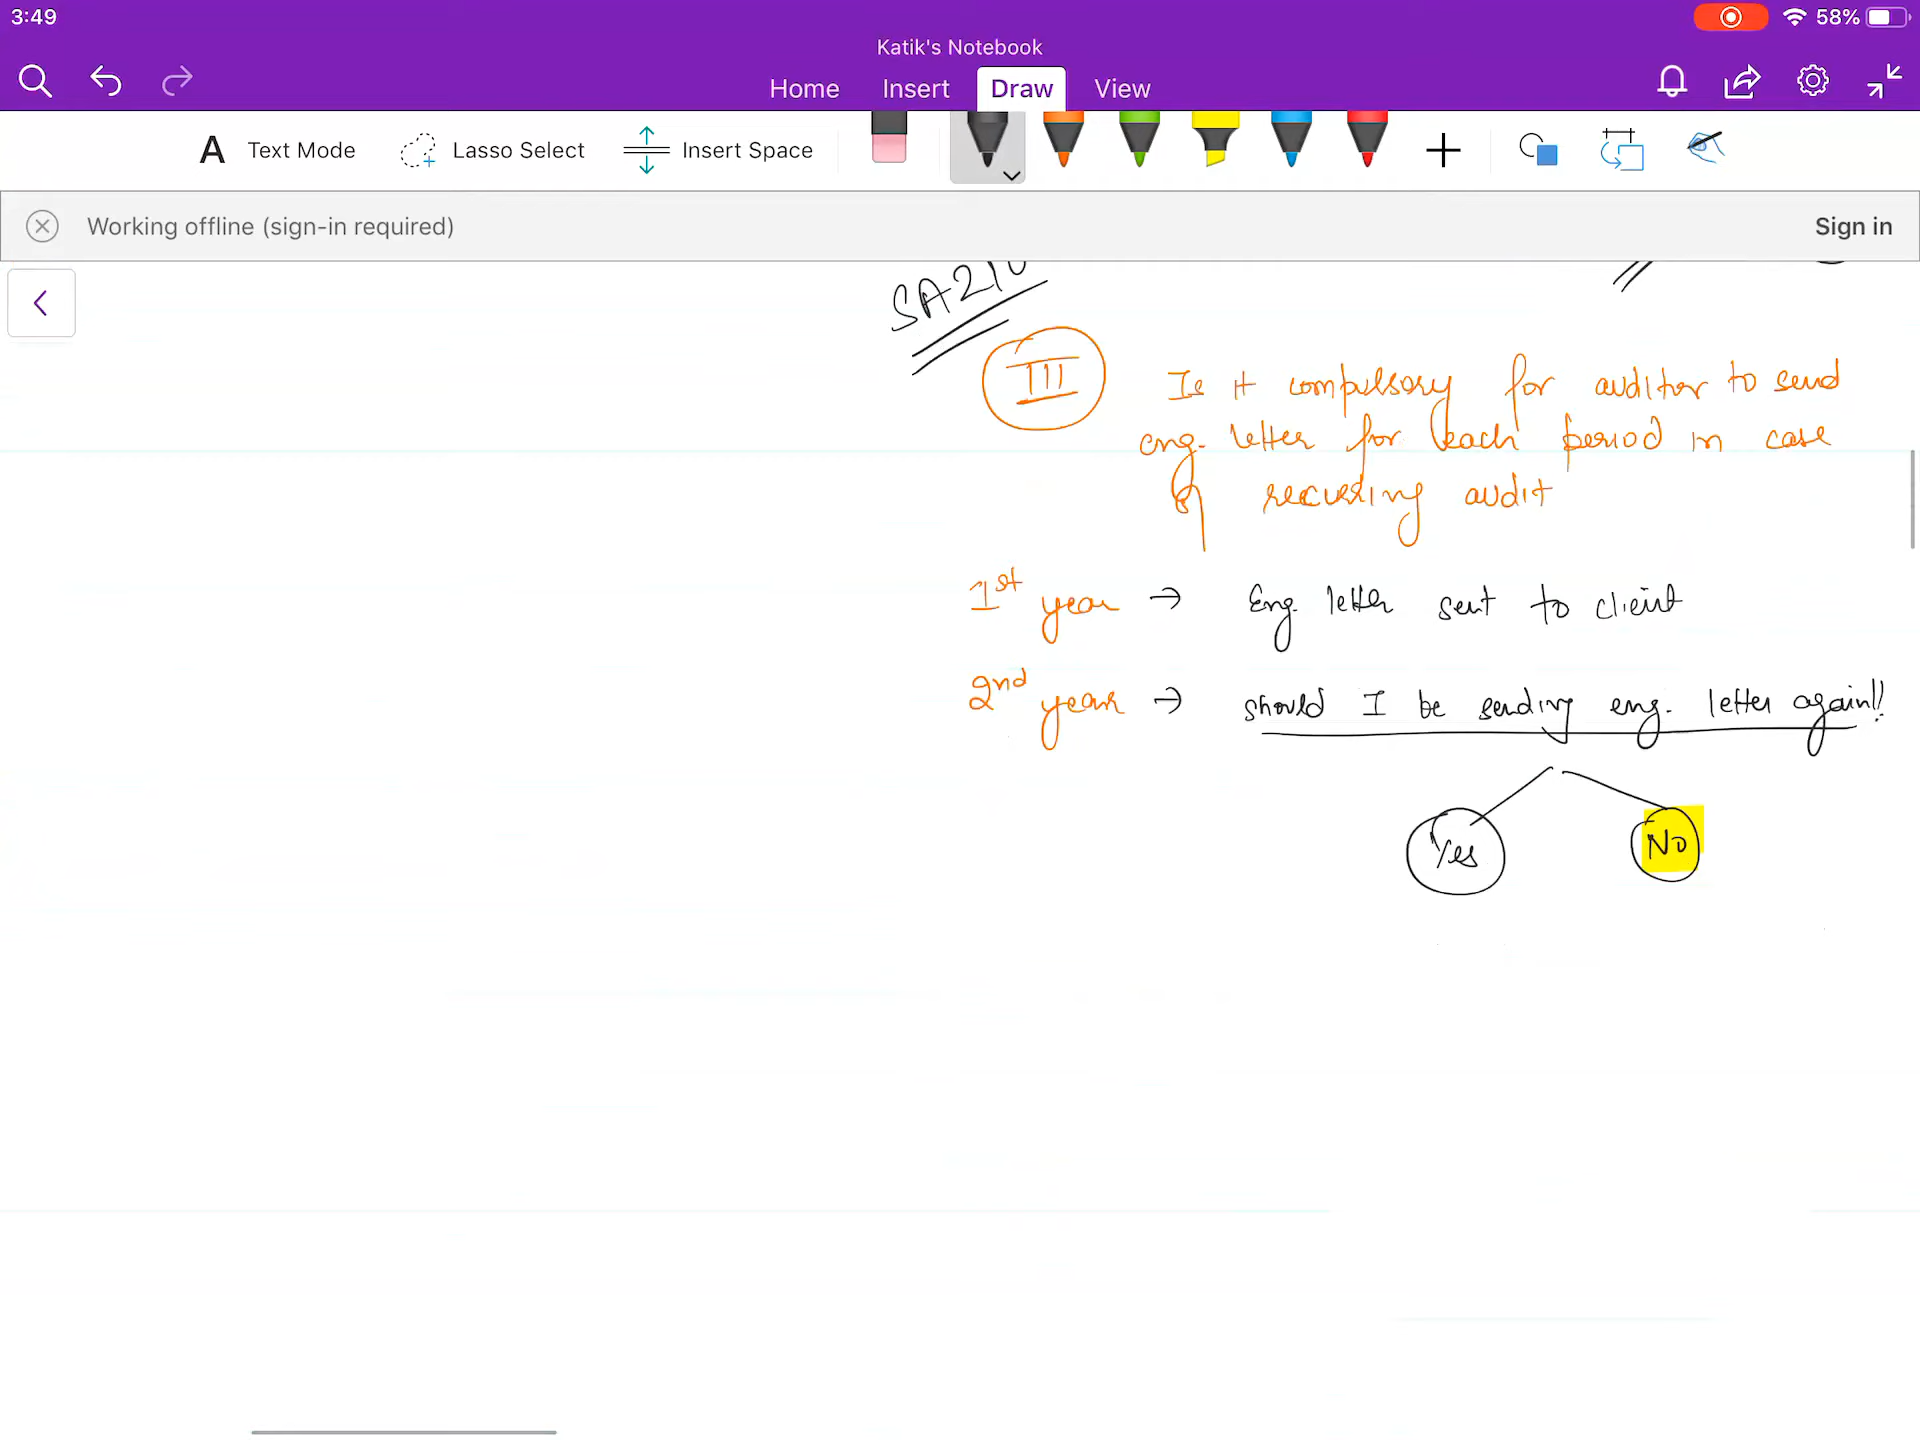 3:49
58%
Katik's Notebook
Home Insert Draw View
A Text Mode Lasso Select Insert Space
Working offline (sign-in required) Sign in
SA210
III Is it compulsory for auditor to send
eng. letter for each period in case
of recurring audit
1st year → Eng. letter sent to client
2nd year → should I be sending eng. letter again!!
Yes No